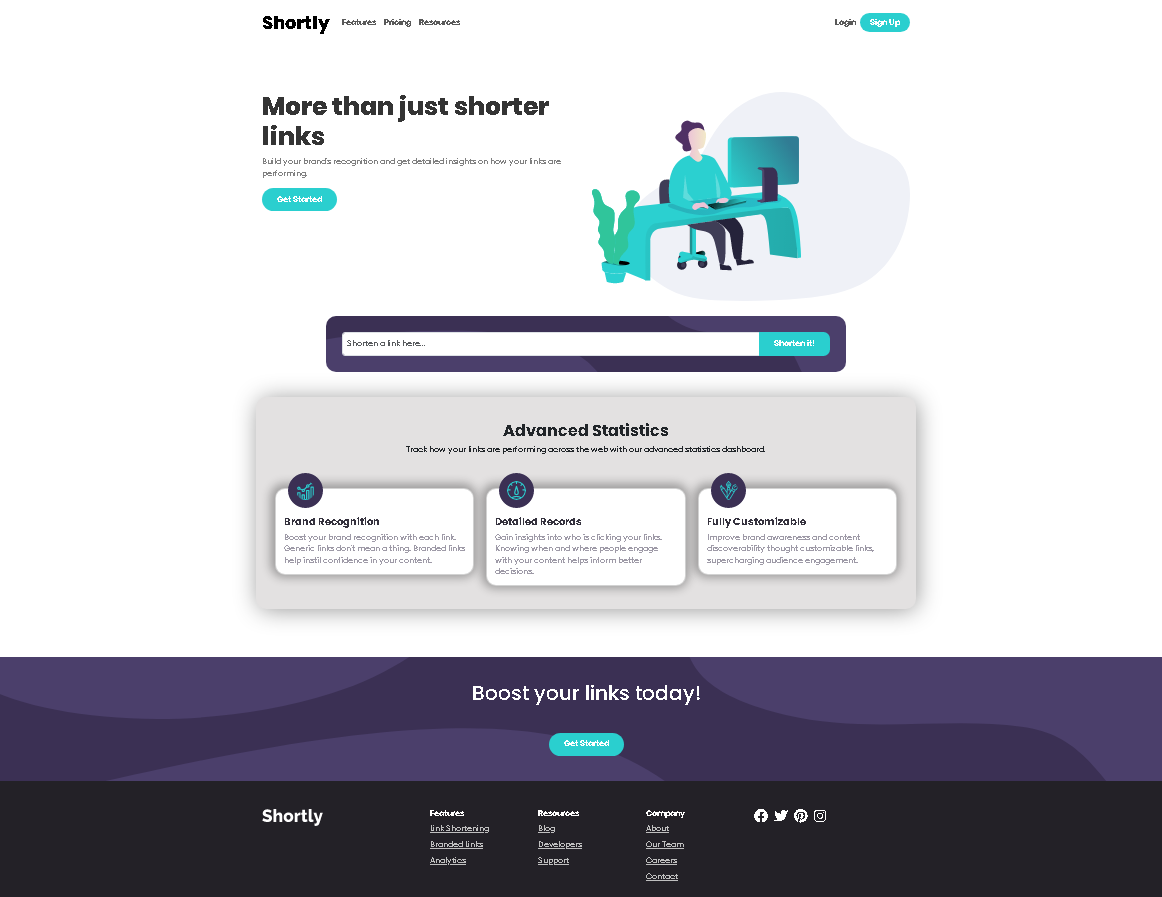 Shortly Features Pricing Resources Login Sign Up
More than just shorter
links
Build your brand's recognition and get detailed insights on how your links are
performing.
Get Started
Shorten a link here... Shorten it!
Advanced Statistics
Track how your links are performing across the web with our advanced statistics dashboard.
Brand Recognition
Boost your brand recognition with each link.
Generic links don't mean a thing. Branded links
help instil confidence in your content.
Detailed Records
Gain insights into who is clicking your links.
Knowing when and where people engage
with your content helps inform better
decisions.
Fully Customizable
Improve brand awareness and content
discoverability thought customizable links,
supercharging audience engagement.
Boost your links today!
Get Started
Shortly
Features
Link Shortening
Branded Links
Analytics
Resources
Blog
Developers
Support
Company
About
Our Team
Careers
Contact